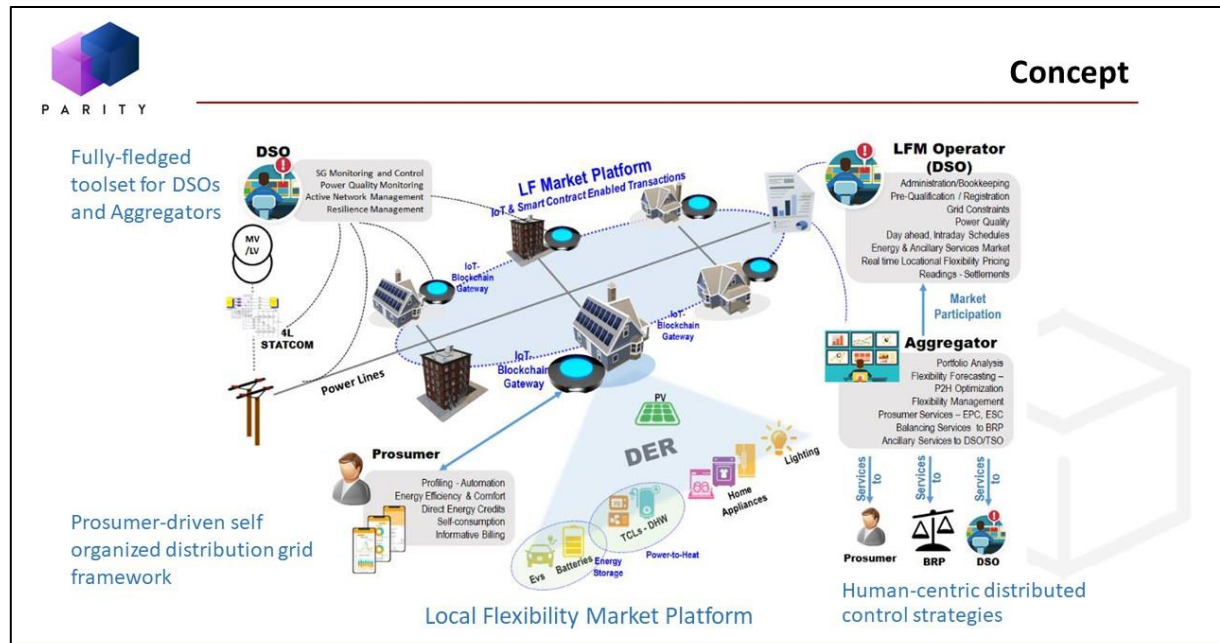 PARITY
Concept
Fully-fledged
toolset for DSOs
and Aggregators
DSO
SG Monitoring and Control
Power Quality Monitoring
Active Network Management
Resilience Management
MV
/LV
4L
STATCOM
Power Lines
LF Market Platform
IoT & Smart Contract Enabled Transactions
IoT-
Blockchain
Gateway
IoT-
Blockchain
Gateway
IoT-
Blockchain
Gateway
LFM Operator
(DSO)
Administration/Bookkeeping
Pre-Qualification / Registration
Grid Constraints
Power Quality
Day ahead, Intraday Schedules
Energy & Ancillary Services Market
Real time Locational Flexibility Pricing
Readings - Settlements
Market
Participation
Aggregator
Portfolio Analysis
Flexibility Forecasting –
P2H Optimization
Flexibility Management
Prosumer Services – EPC, ESC
Balancing Services to BRP
Ancillary Services to DSO/TSO
Services
to
Services
to
Services
to
Prosumer
BRP
DSO
Prosumer
Profiling - Automation
Energy Efficiency & Comfort
Direct Energy Credits
Self-consumption
Informative Billing
PV
DER
Lighting
Home
Appliances
TCLs - DHW
Power-to-Heat
Evs
Batteries
Energy
Storage
Prosumer-driven self
organized distribution grid
framework
Local Flexibility Market Platform
Human-centric distributed
control strategies